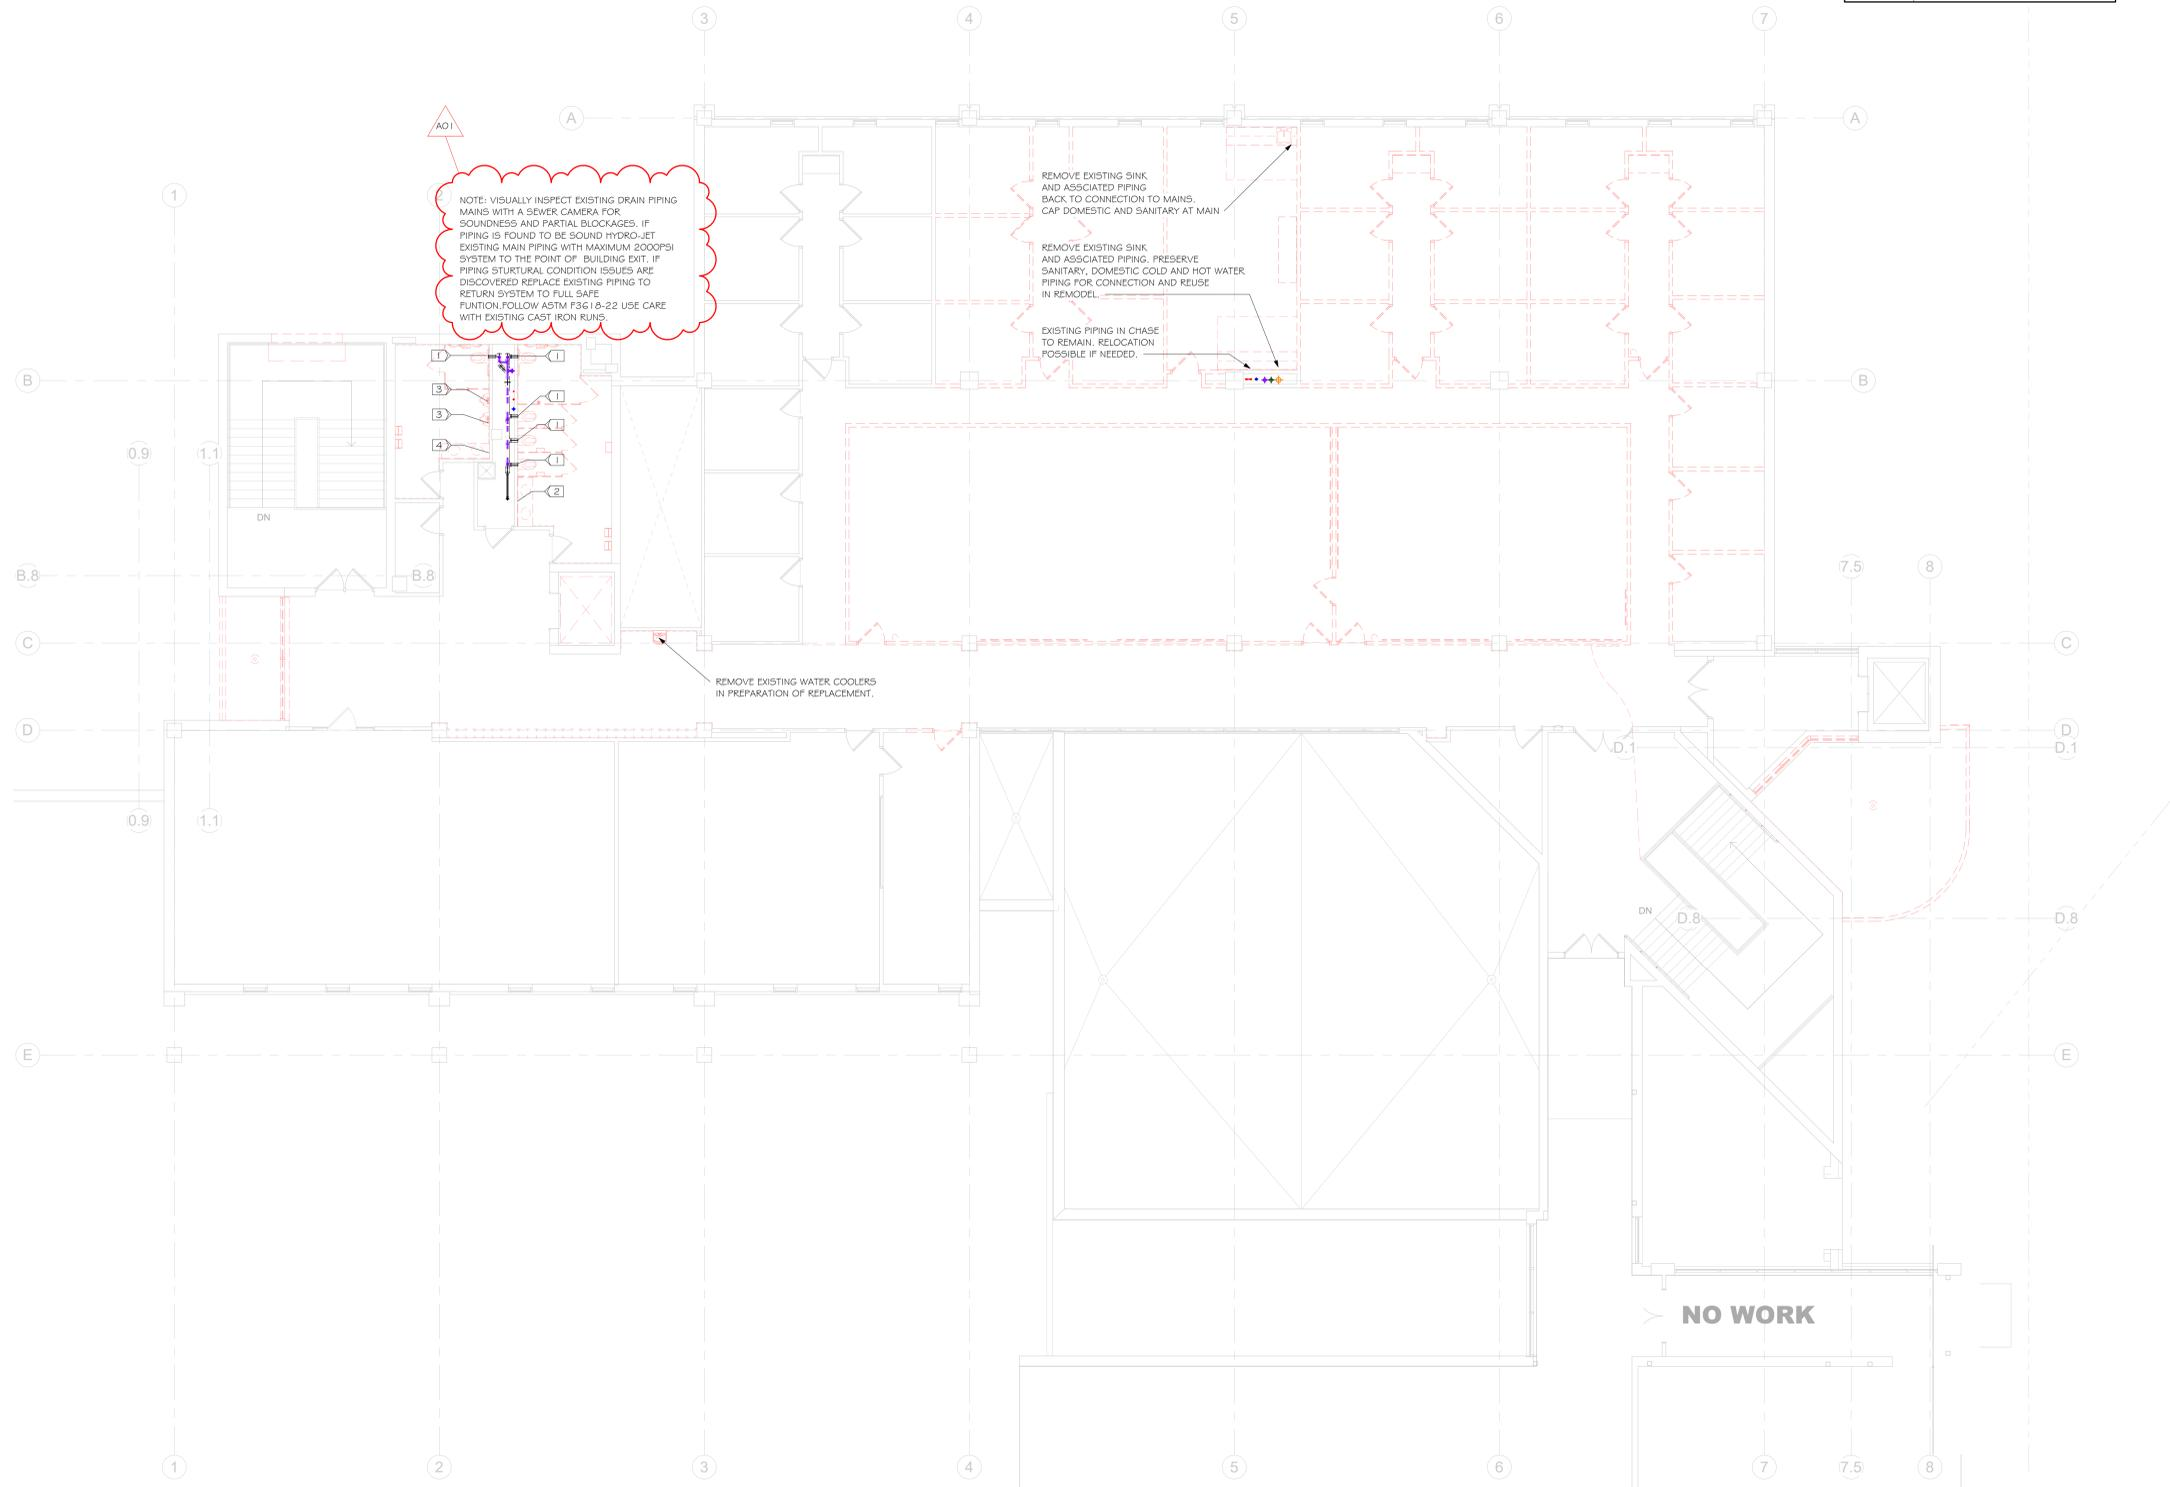 3 4 5 6 7
A A
A01
1
2
NOTE: VISUALLY INSPECT EXISTING DRAIN PIPING
MAINS WITH A SEWER CAMERA FOR
SOUNDNESS AND PARTIAL BLOCKAGES. IF
PIPING IS FOUND TO BE SOUND HYDRO-JET
EXISTING MAIN PIPING WITH MAXIMUM 2000PSI
SYSTEM TO THE POINT OF BUILDING EXIT. IF
PIPING STURTURAL CONDITION ISSUES ARE
DISCOVERED REPLACE EXISTING PIPING TO
RETURN SYSTEM TO FULL SAFE
FUNTION.FOLLOW ASTM F3618-22 USE CARE
WITH EXISTING CAST IRON RUNS.
REMOVE EXISTING SINK
AND ASSCIATED PIPING
BACK TO CONNECTION TO MAINS.
CAP DOMESTIC AND SANITARY AT MAIN
REMOVE EXISTING SINK
AND ASSCIATED PIPING. PRESERVE
SANITARY, DOMESTIC COLD AND HOT WATER
PIPING FOR CONNECTION AND REUSE
IN REMODEL.
EXISTING PIPING IN CHASE
TO REMAIN. RELOCATION
POSSIBLE IF NEEDED.
1 1
B B
3 1
3 1
4 1
2
0.9 1.1
DN
B.8 B.8
7.5 8
C C
REMOVE EXISTING WATER COOLERS
IN PREPARATION OF REPLACEMENT.
D D
D.1 D.1
0.9 1.1
DN
D.8 D.8
E E
NO WORK
1 2 3 4 5 6 7 7.5 8